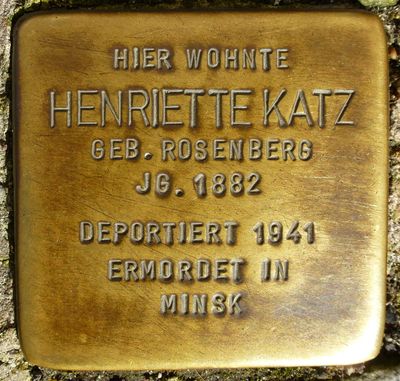 HIER WOHNTE
HENRIETTE KATZ
GEB. ROSENBERG
JG. 1882
DEPORTIERT 1941
ERMORDET IN
MINSK